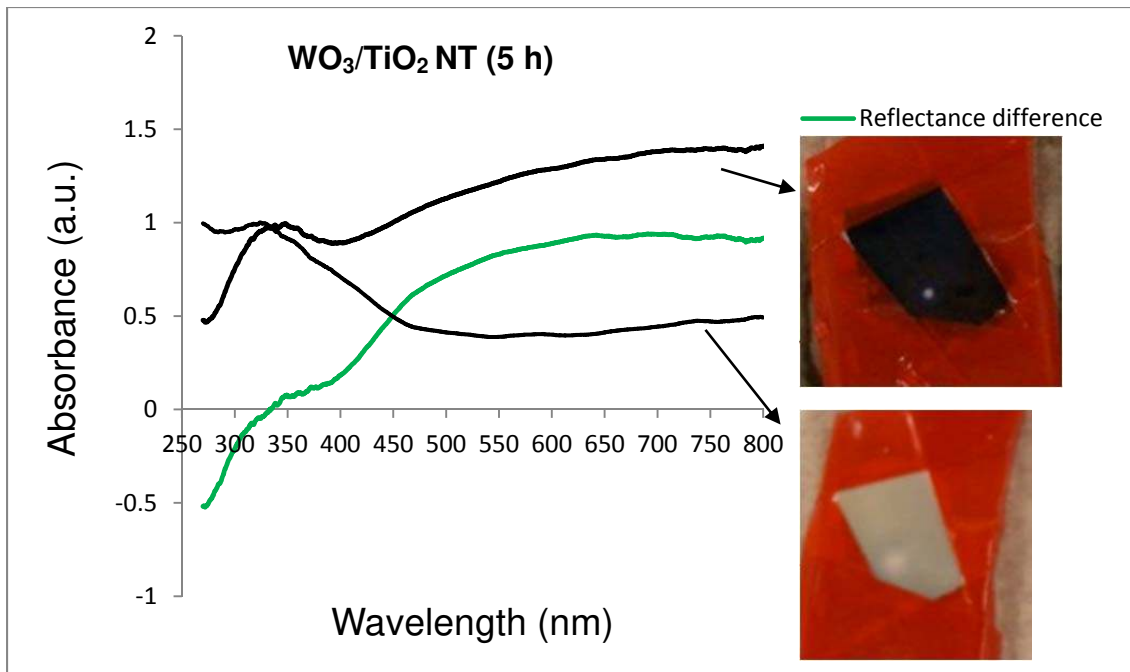 WO₃/TiO₂ NT (5 h)
Reflectance difference
Absorbance (a.u.)
2
1.5
1
0.5
0
-0.5
-1
250 300 350 400 450 500 550 600 650 700 750 800
Wavelength (nm)